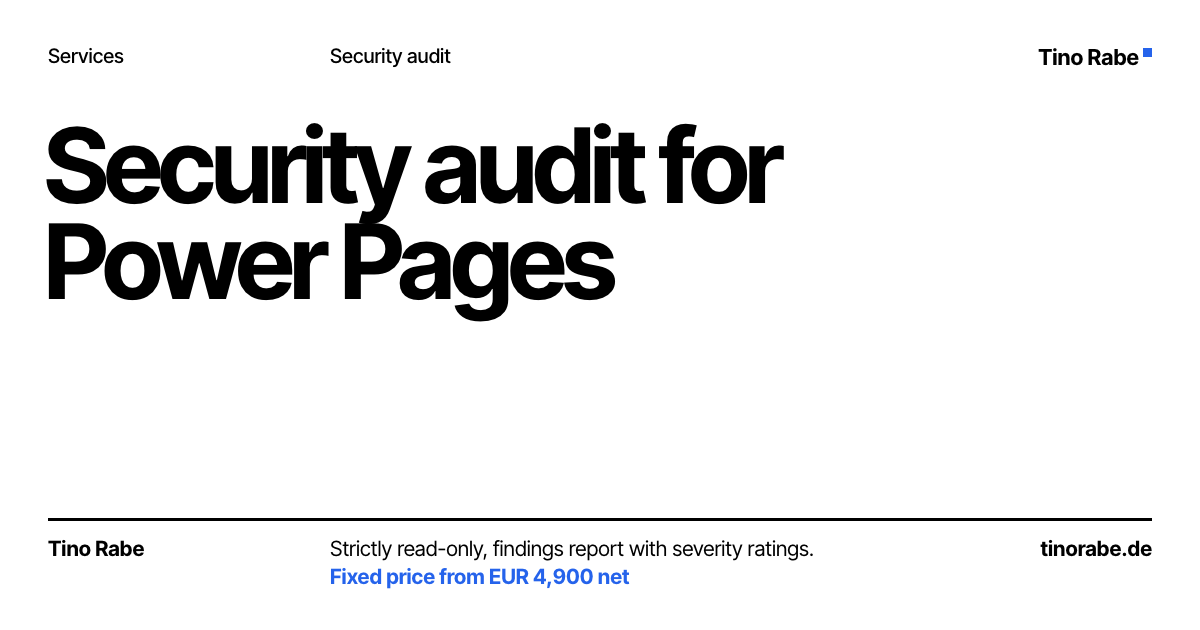 Services
Security audit
Tino Rabe
Security audit for
Power Pages
Tino Rabe
Strictly read-only, findings report with severity ratings.
Fixed price from EUR 4,900 net
tinorabe.de